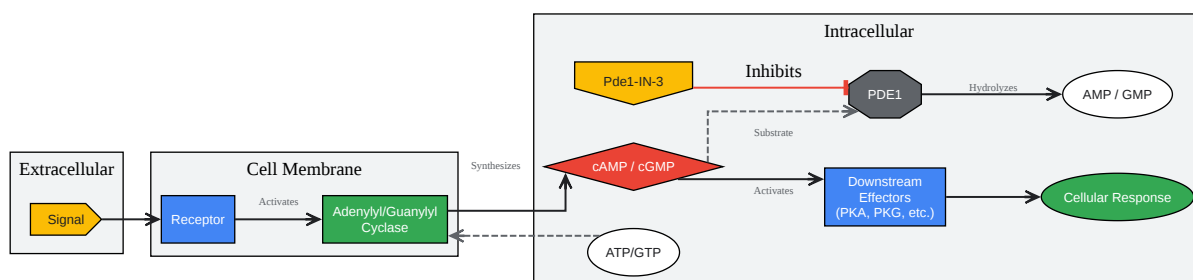 Extracellular
Signal
Cell Membrane
Receptor
Activates
Adenylyl/Guanylyl
Cyclase
Synthesizes
Intracellular
Pde1-IN-3
Inhibits
PDE1
Hydrolyzes
AMP / GMP
Substrate
cAMP / cGMP
Activates
Downstream
Effectors
(PKA, PKG, etc.)
Cellular Response
ATP/GTP